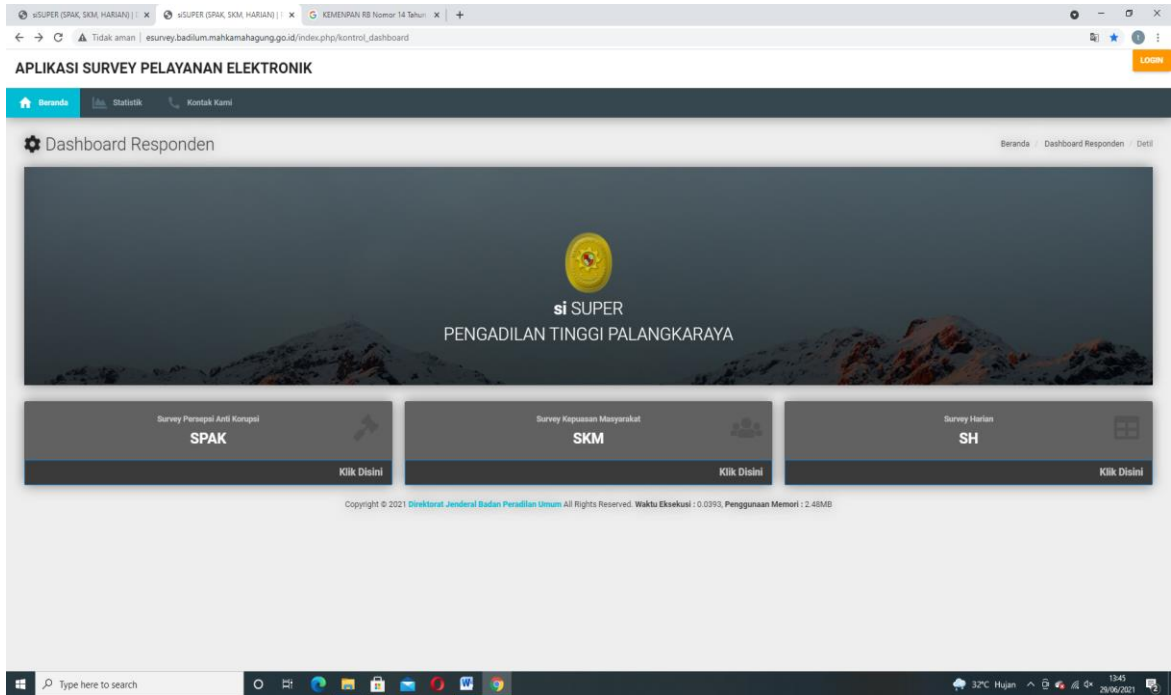 siSUPER (SPAK, SKM, HARIAN) |
siSUPER (SPAK, SKM, HARIAN) |
KEMENPAN RB Nomor 14 Tahun
Tidak aman | esurvey.badilum.mahkamahagung.go.id/index.php/kontrol_dashboard
APLIKASI SURVEY PELAYANAN ELEKTRONIK
LOGIN
Beranda Statistik Kontak Kami
Dashboard Responden
Beranda / Dashboard Responden / Detil
si SUPER
PENGADILAN TINGGI PALANGKARAYA
Survey Persepsi Anti Korupsi
SPAK
Klik Disini
Survey Kepuasan Masyarakat
SKM
Klik Disini
Survey Harian
SH
Klik Disini
Copyright © 2021 Direktorat Jenderal Badan Peradilan Umum All Rights Reserved. Waktu Eksekusi : 0.0393, Penggunaan Memori : 2.48MB
Type here to search
32°C Hujan
13:45
29/06/2021